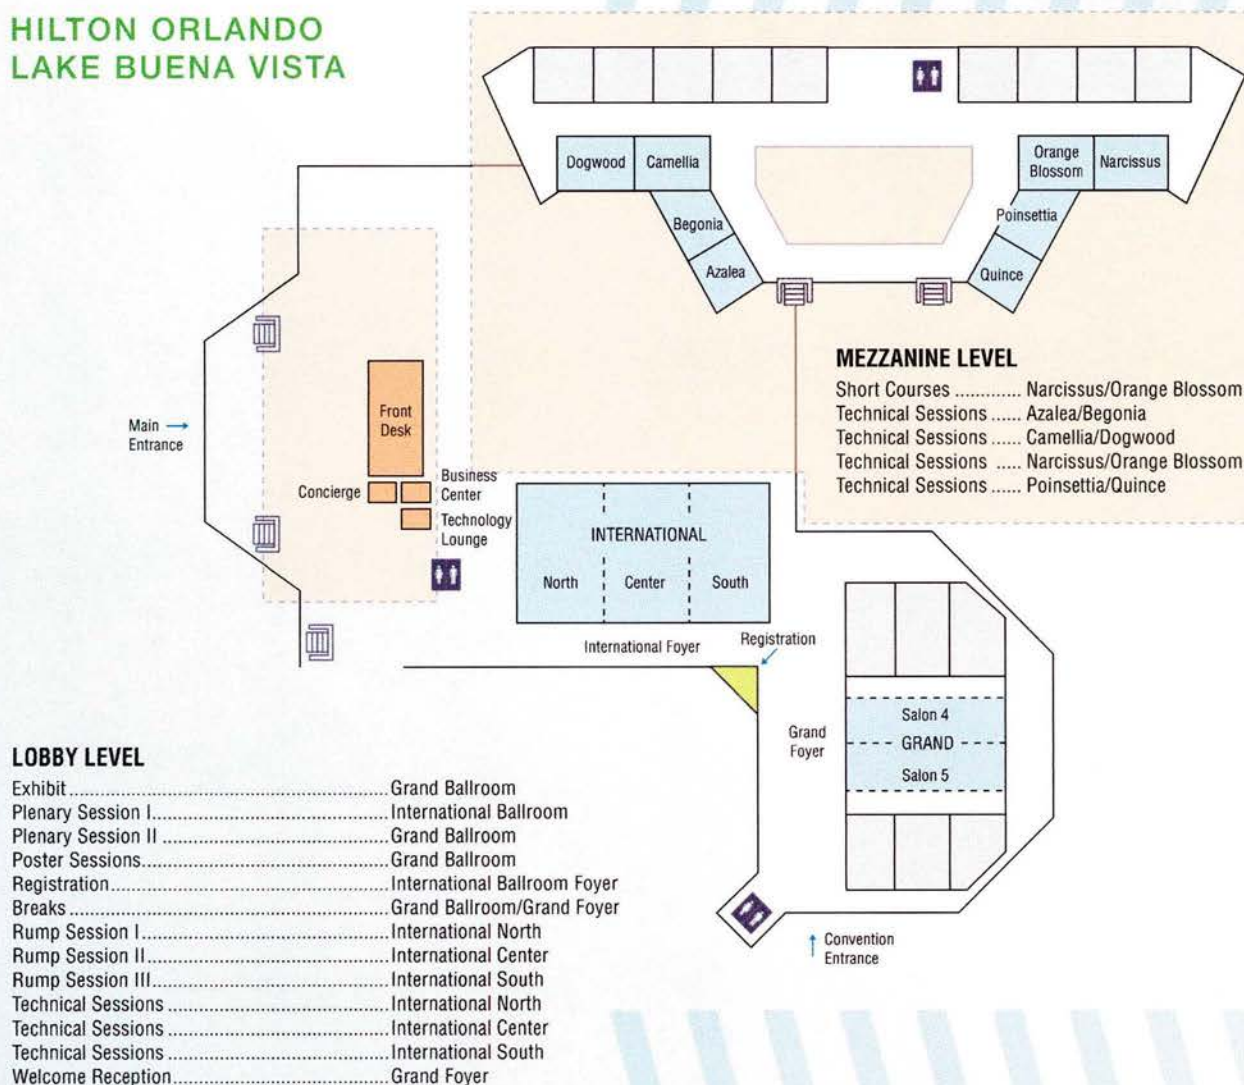 HILTON ORLANDO
LAKE BUENA VISTA
Dogwood
Camellia
Begonia
Azalea
Orange
Blossom
Narcissus
Poinsettia
Quince
MEZZANINE LEVEL
Short Courses ............. Narcissus/Orange Blossom
Technical Sessions ...... Azalea/Begonia
Technical Sessions ...... Camellia/Dogwood
Technical Sessions ..... Narcissus/Orange Blossom
Technical Sessions ...... Poinsettia/Quince
Main
Entrance
Front
Desk
Concierge
Business
Center
Technology
Lounge
INTERNATIONAL
North
Center
South
International Foyer
Registration
Grand
Foyer
Salon 4
GRAND
Salon 5
Convention
Entrance
LOBBY LEVEL
Exhibit ........ Grand Ballroom
Plenary Session I ........ International Ballroom
Plenary Session II ........ Grand Ballroom
Poster Sessions ........ Grand Ballroom
Registration ........ International Ballroom Foyer
Breaks ........ Grand Ballroom/Grand Foyer
Rump Session I ........ International North
Rump Session II ........ International Center
Rump Session III ........ International South
Technical Sessions ........ International North
Technical Sessions ........ International Center
Technical Sessions ........ International South
Welcome Reception ........ Grand Foyer